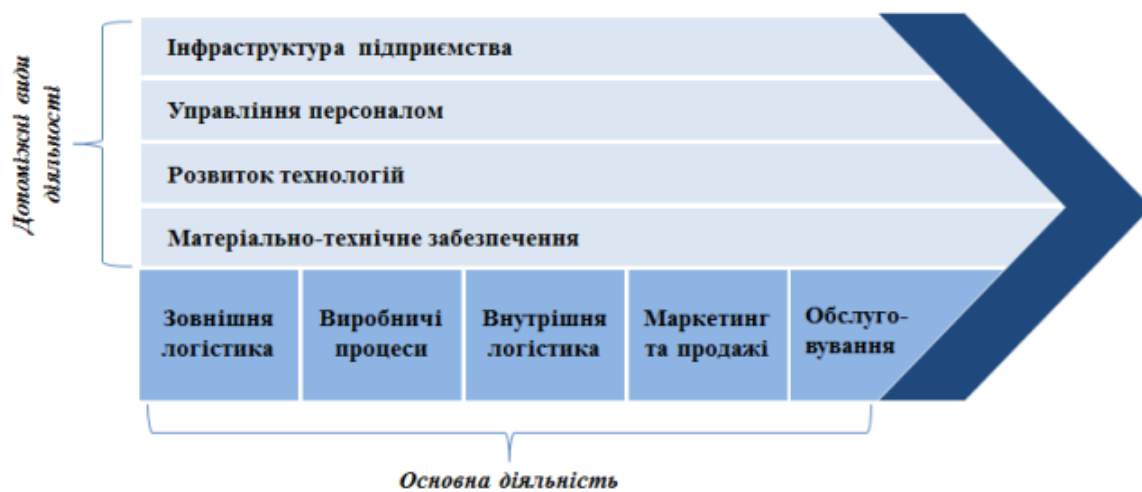 Допоміжні види
діяльності
Інфраструктура підприємства
Управління персоналом
Розвиток технологій
Матеріально-технічне забезпечення
Зовнішня
логістика
Виробничі
процеси
Внутрішня
логістика
Маркетинг
та продажі
Обслуго-
вування
Основна діяльність